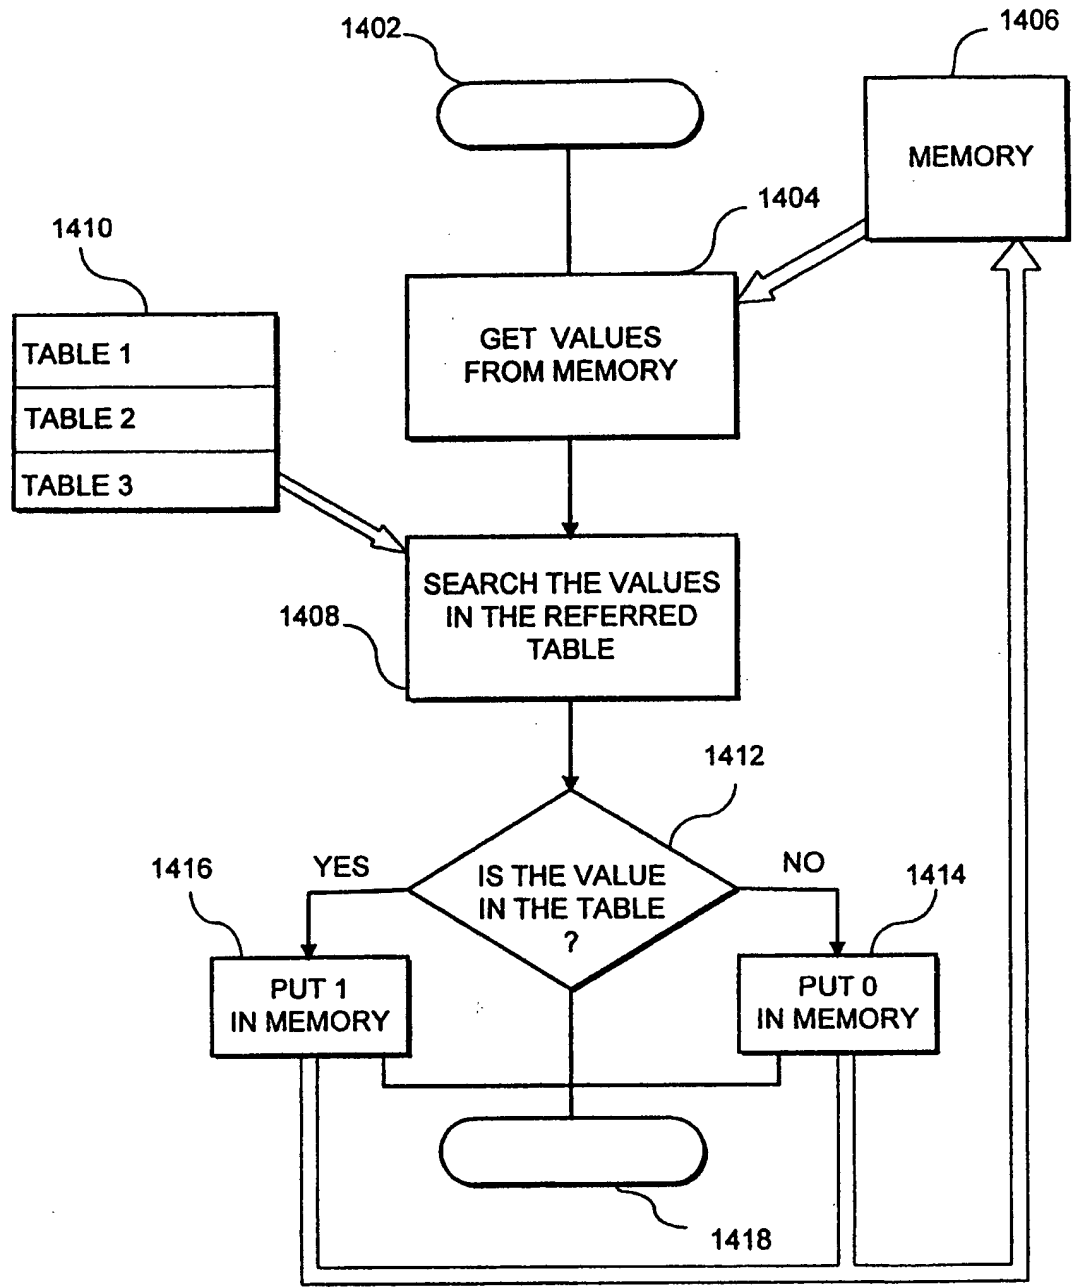 1402
1406
MEMORY
1404
1410
GET VALUES
FROM MEMORY
TABLE 1
TABLE 2
TABLE 3
SEARCH THE VALUES
IN THE REFERRED
TABLE
1408
1412
YES
NO
1416
1414
IS THE VALUE
IN THE TABLE
?
PUT 1
IN MEMORY
PUT 0
IN MEMORY
1418